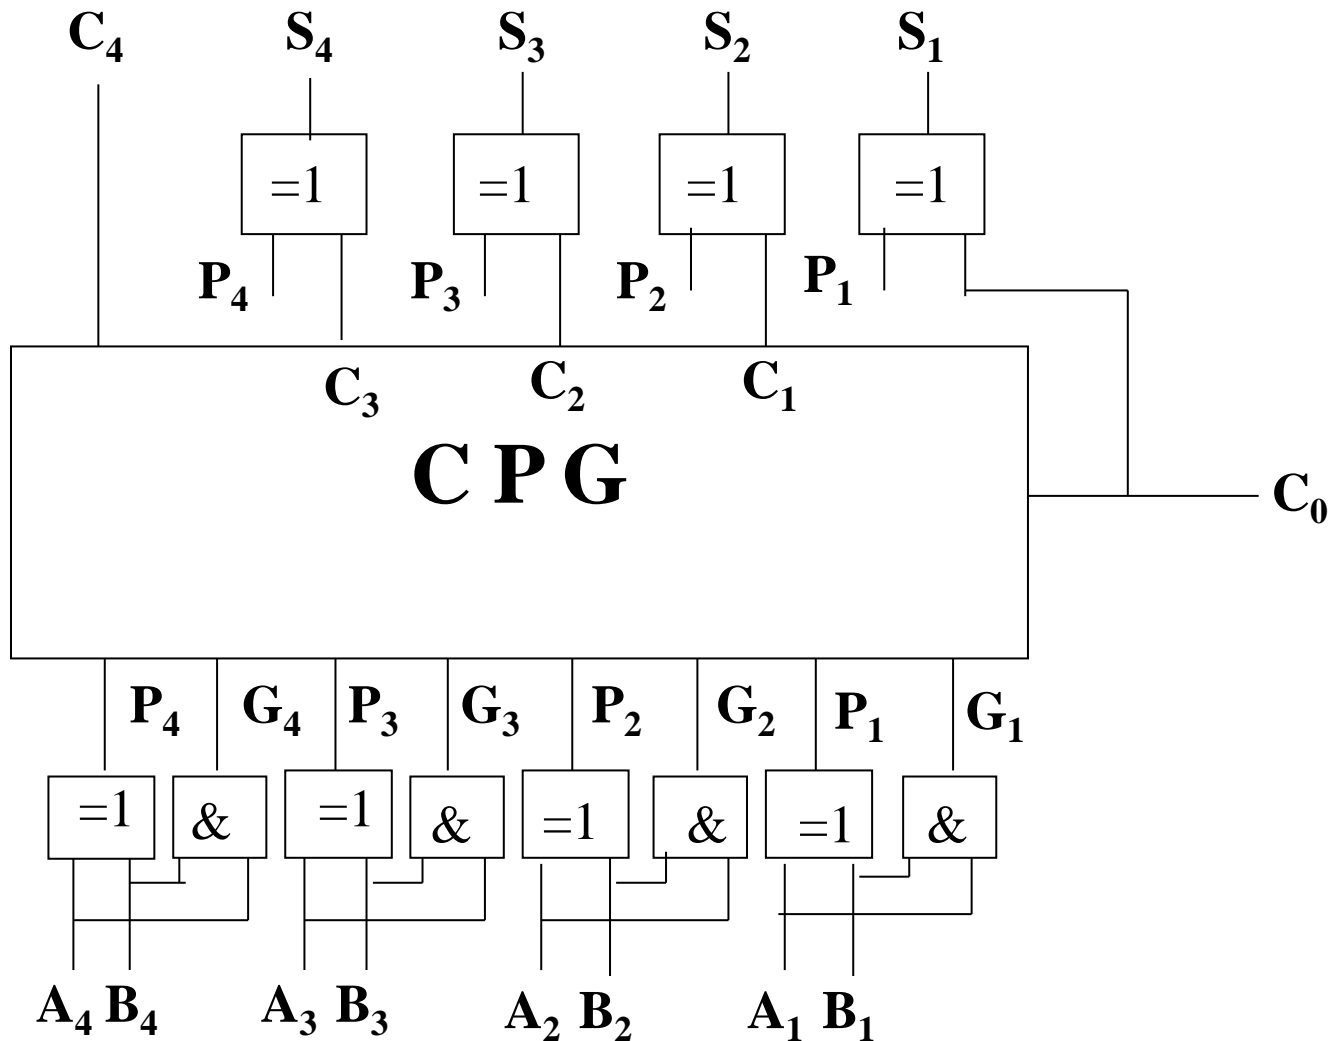 C₄ S₄ S₃ S₂ S₁
=1 =1 =1 =1
P₄ P₃ P₂ P₁
C₃ C₂ C₁
C P G
C₀
P₄ G₄ P₃ G₃ P₂ G₂ P₁ G₁
=1 & =1 & =1 & =1 &
A₄ B₄ A₃ B₃ A₂ B₂ A₁ B₁